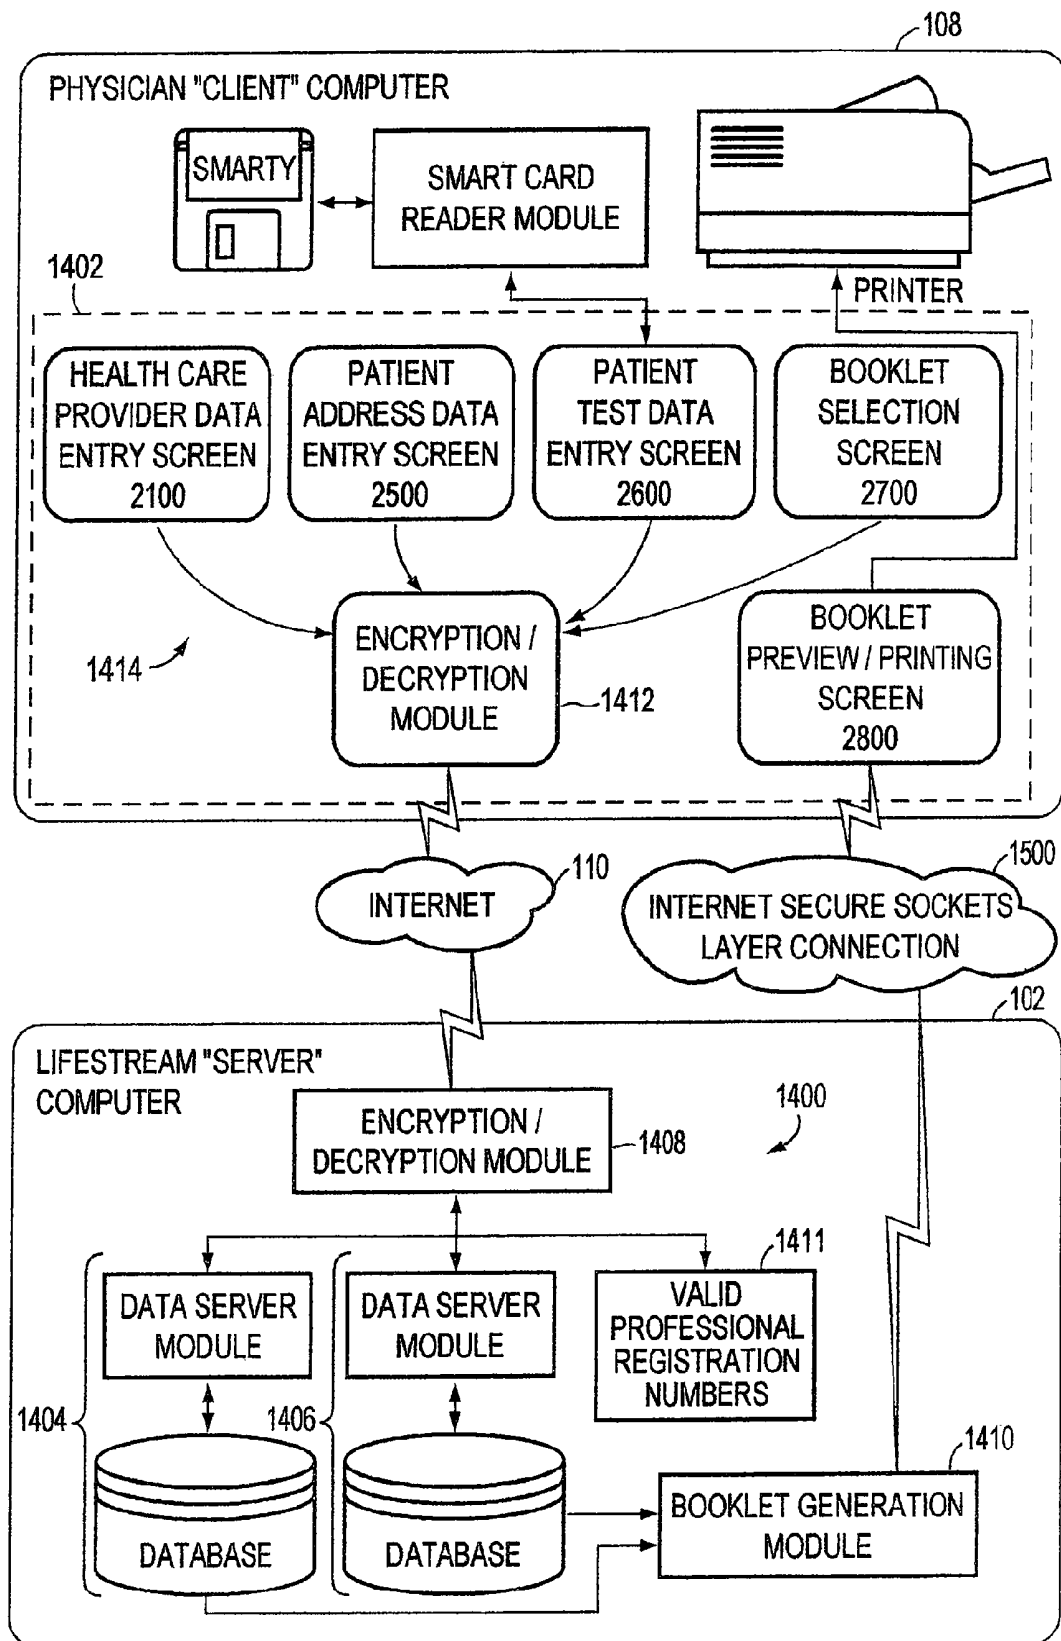 108
PHYSICIAN "CLIENT" COMPUTER
SMARTY
SMART CARD
READER MODULE
PRINTER
1402
HEALTH CARE
PROVIDER DATA
ENTRY SCREEN
2100
PATIENT
ADDRESS DATA
ENTRY SCREEN
2500
PATIENT
TEST DATA
ENTRY SCREEN
2600
BOOKLET
SELECTION
SCREEN
2700
1414
ENCRYPTION /
DECRYPTION
MODULE
1412
BOOKLET
PREVIEW / PRINTING
SCREEN
2800
INTERNET
110
INTERNET SECURE SOCKETS
LAYER CONNECTION
1500
102
LIFESTREAM "SERVER"
COMPUTER
ENCRYPTION /
DECRYPTION MODULE
1408
1400
1404
DATA SERVER
MODULE
DATABASE
1406
DATA SERVER
MODULE
DATABASE
1411
VALID
PROFESSIONAL
REGISTRATION
NUMBERS
1410
BOOKLET GENERATION
MODULE